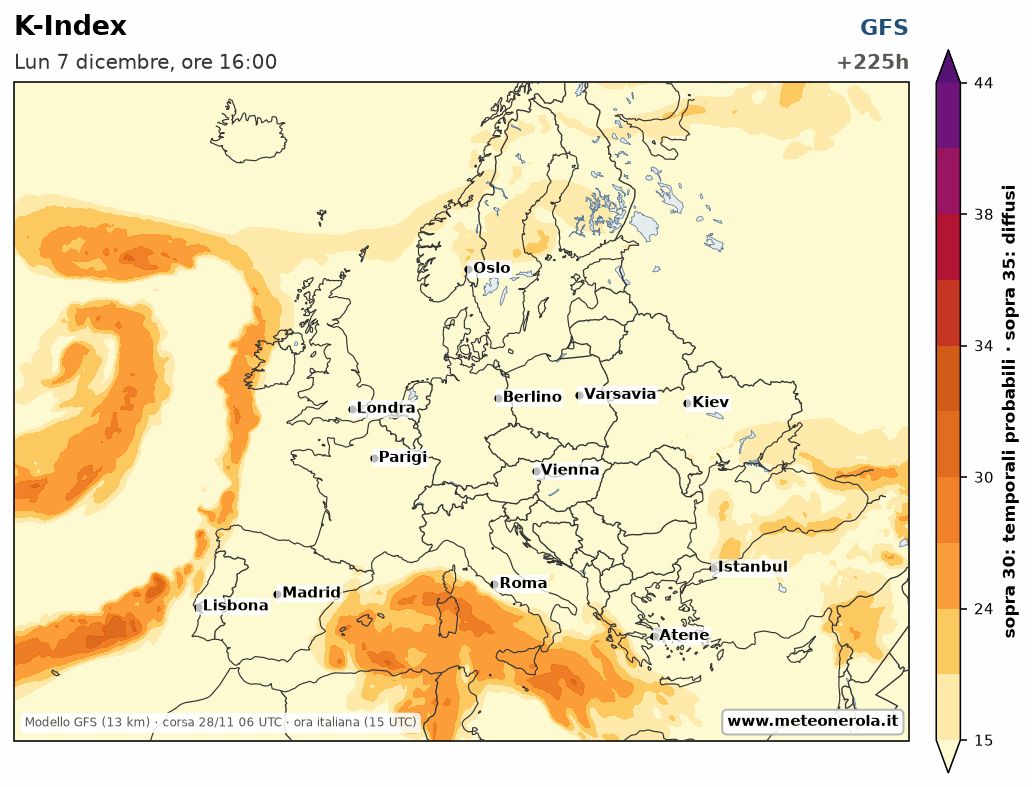 K-Index
GFS
Lun 7 dicembre, ore 16:00
+225h
44
38
34
30
24
15
sopra 30: temporali probabili · sopra 35: diffusi
Oslo
Berlino
Varsavia
Kiev
Londra
Parigi
Vienna
Istanbul
Roma
Madrid
Lisbona
Atene
Modello GFS (13 km) · corsa 28/11 06 UTC · ora italiana (15 UTC)
www.meteonerola.it